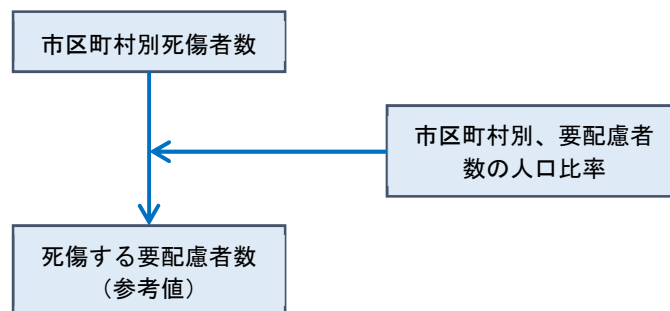 市区町村別死傷者数
市区町村別、要配慮者
数の人口比率
死傷する要配慮者数
（参考値）